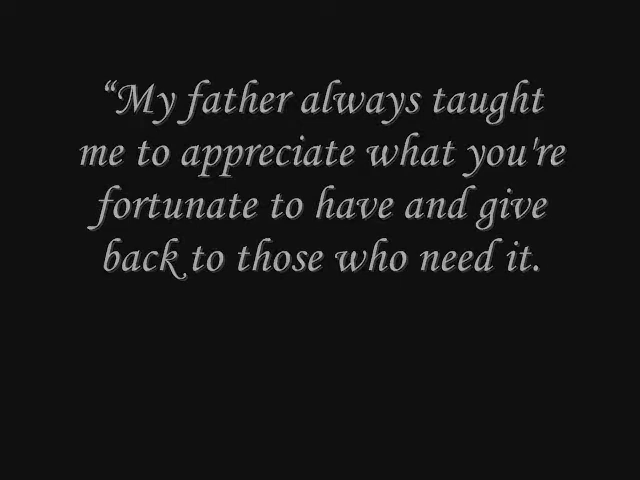 “My father always taught
me to appreciate what you're
fortunate to have and give
back to those who need it.